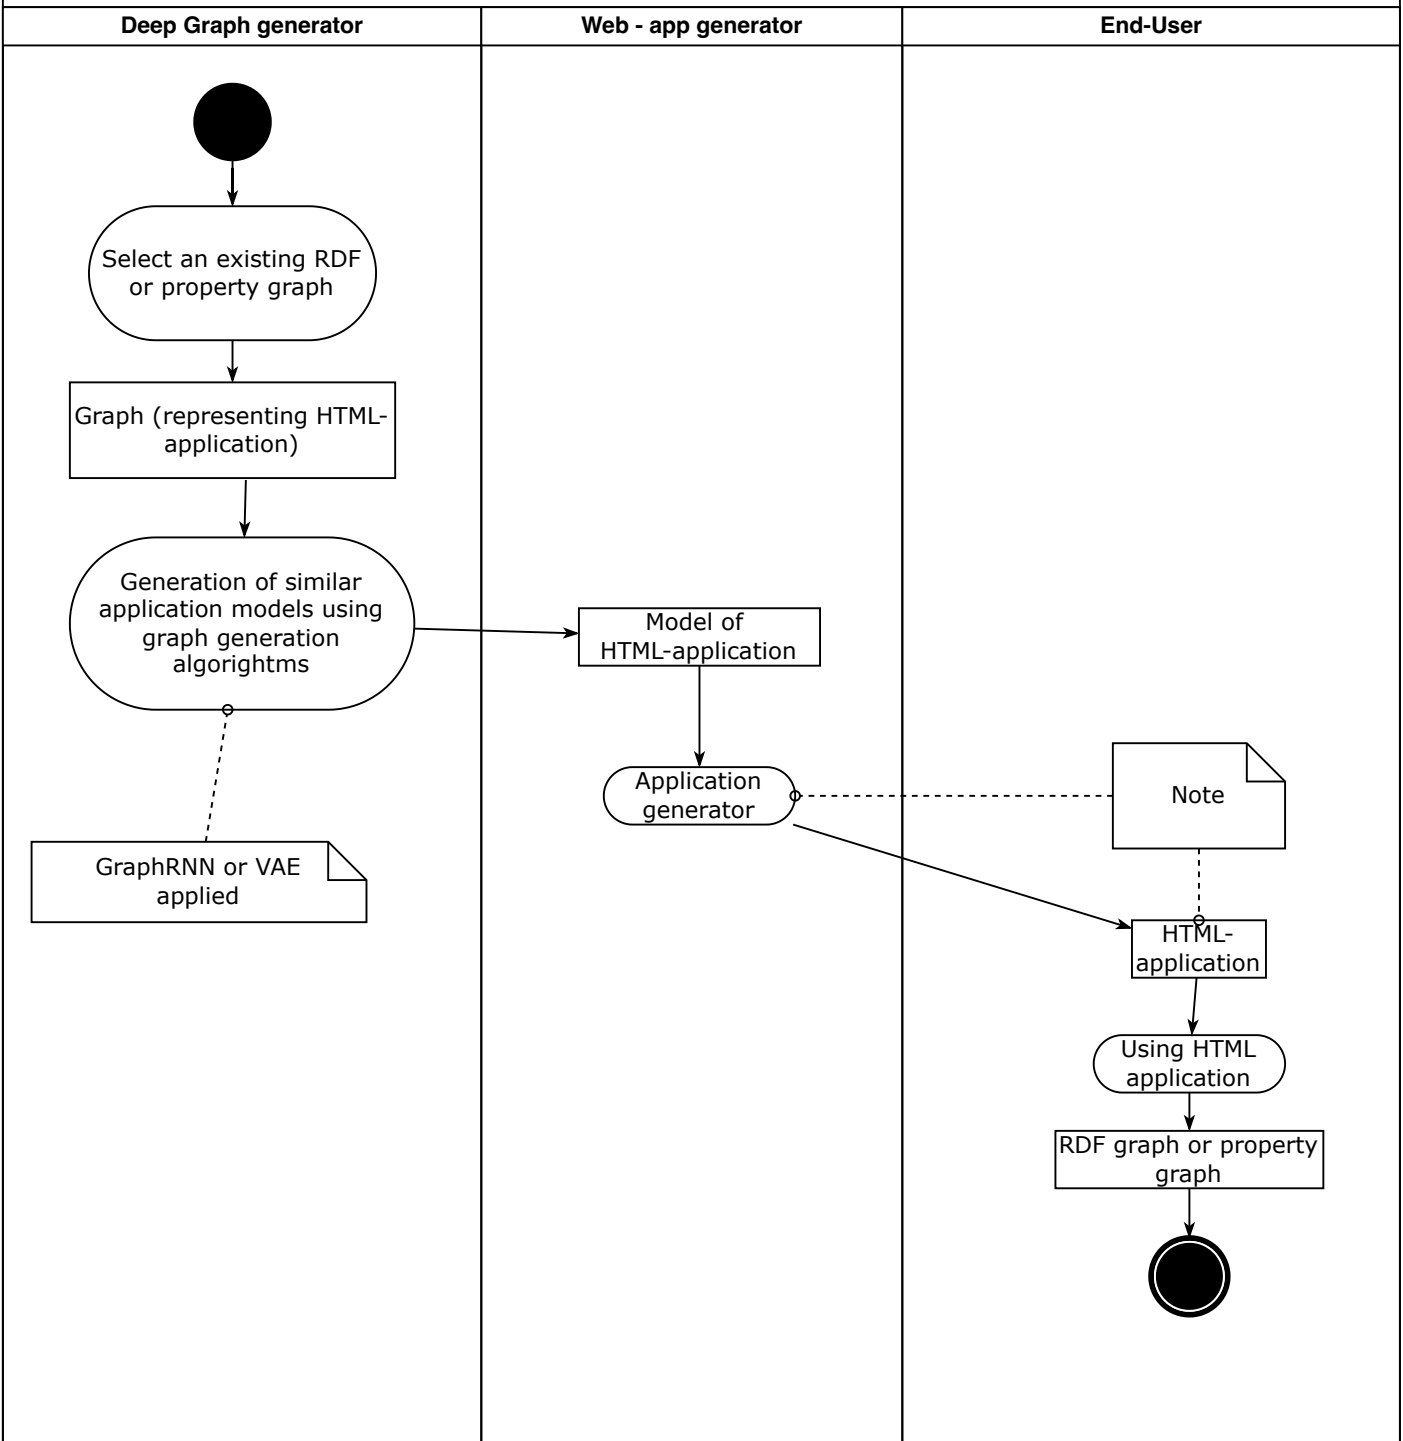 Deep Graph generator
Web - app generator
End-User
Select an existing RDF
or property graph
Graph (representing HTML-
application)
Generation of similar
application models using
graph generation
algorightms
GraphRNN or VAE
applied
Model of
HTML-application
Application
generator
Note
HTML-
application
Using HTML
application
RDF graph or property
graph